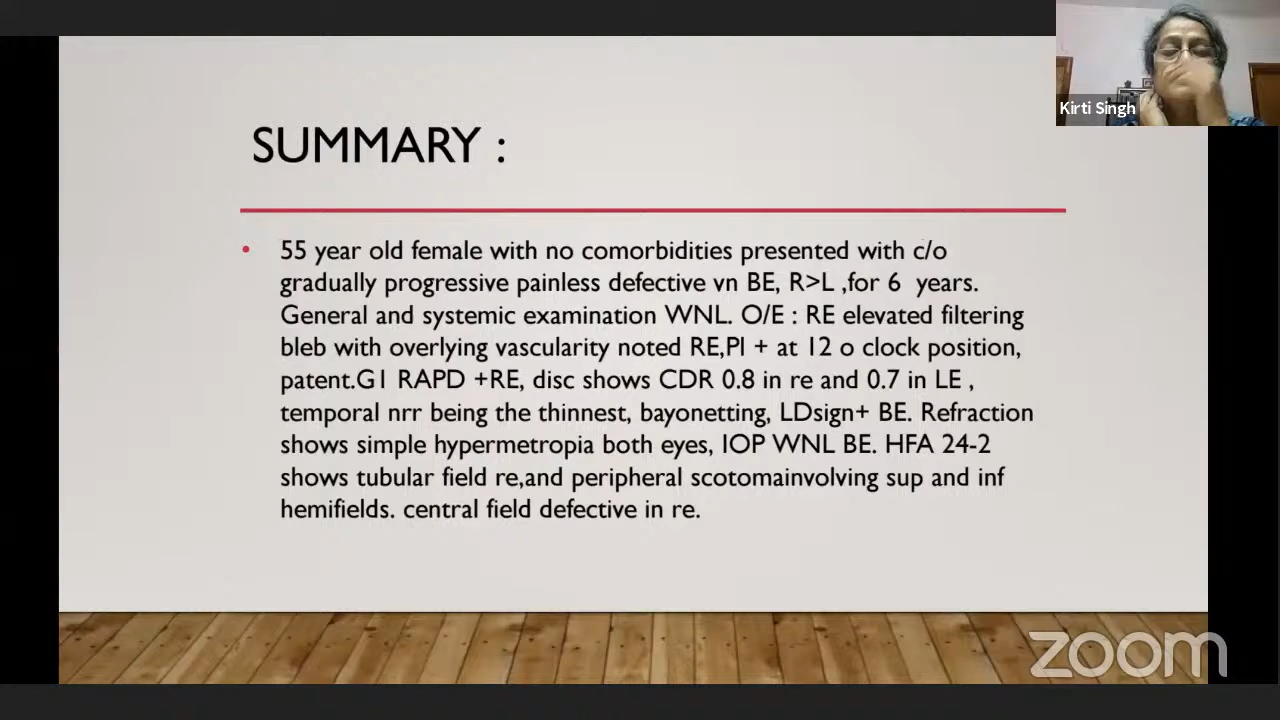 Kirti Singh
SUMMARY :
• 55 year old female with no comorbidities presented with c/o
gradually progressive painless defective vn BE, R>L ,for 6 years.
General and systemic examination WNL. O/E : RE elevated filtering
bleb with overlying vascularity noted RE,PI + at 12 o clock position,
patent.G1 RAPD +RE, disc shows CDR 0.8 in re and 0.7 in LE ,
temporal nrr being the thinnest, bayonetting, LDsign+ BE. Refraction
shows simple hypermetropia both eyes, IOP WNL BE. HFA 24-2
shows tubular field re,and peripheral scotomainvolving sup and inf
hemifields. central field defective in re.
zoom